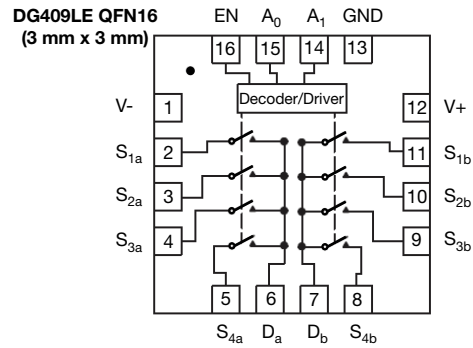 DG409LE QFN16
(3 mm x 3 mm)
EN A0 A1 GND
16 15 14 13
Decoder/Driver
V- 1 12 V+
S1a 2 11 S1b
S2a 3 10 S2b
S3a 4 9 S3b
5 6 7 8
S4a Da Db S4b